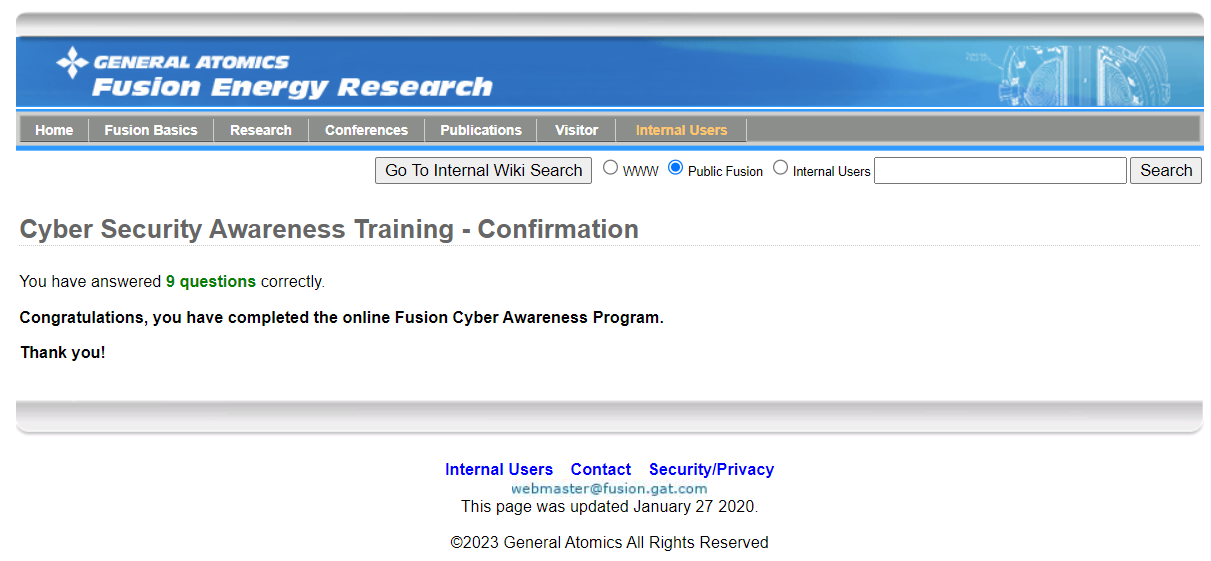 GENERAL ATOMICS
Fusion Energy Research
Home Fusion Basics Research Conferences Publications Visitor Internal Users
Go To Internal Wiki Search WWW Public Fusion Internal Users Search
Cyber Security Awareness Training - Confirmation
You have answered 9 questions correctly.
Congratulations, you have completed the online Fusion Cyber Awareness Program.
Thank you!
Internal Users Contact Security/Privacy
webmaster@fusion.gat.com
This page was updated January 27 2020.
©2023 General Atomics All Rights Reserved